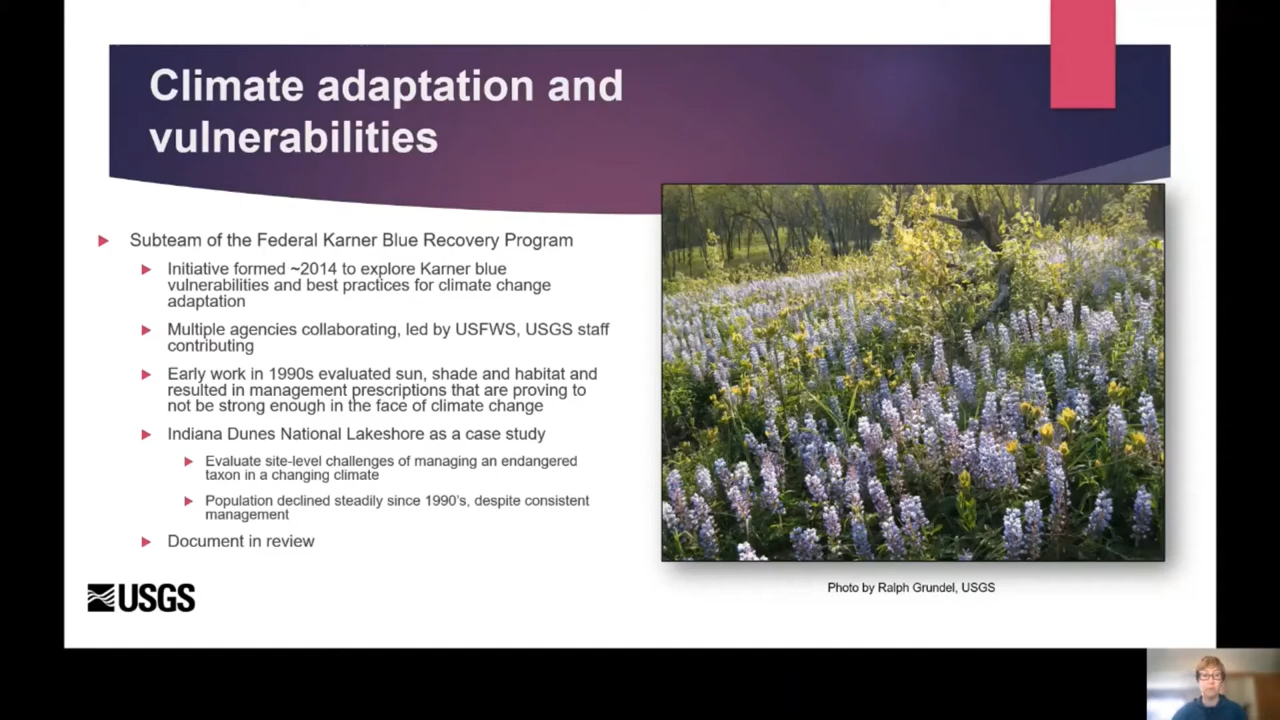 Climate adaptation and
vulnerabilities
Subteam of the Federal Karner Blue Recovery Program
Initiative formed ~2014 to explore Karner blue
vulnerabilities and best practices for climate change
adaptation
Multiple agencies collaborating, led by USFWS, USGS staff
contributing
Early work in 1990s evaluated sun, shade and habitat and
resulted in management prescriptions that are proving to
not be strong enough in the face of climate change
Indiana Dunes National Lakeshore as a case study
Evaluate site-level challenges of managing an endangered
taxon in a changing climate
Population declined steadily since 1990's, despite consistent
management
Document in review
USGS
Photo by Ralph Grundel, USGS